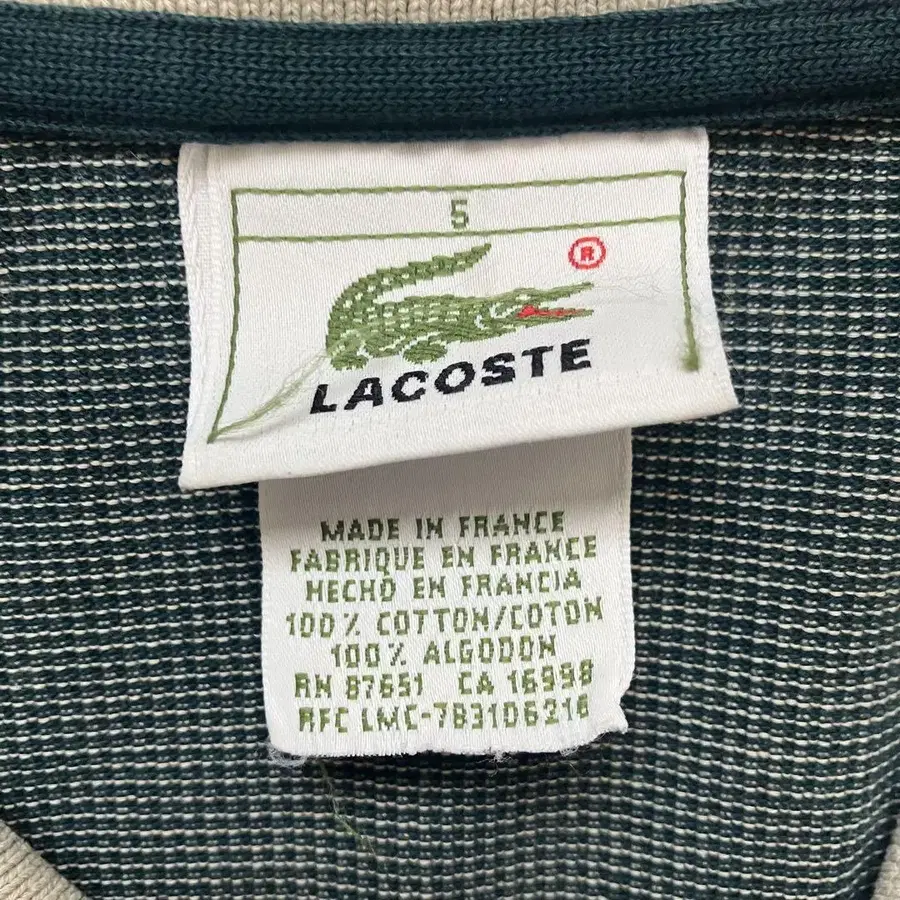 5
®
LACOSTE
MADE IN FRANCE
FABRIQUE EN FRANCE
HECHO EN FRANCIA
100% COTTON/COTON
100% ALGODON
RN 87651 CA 16998
RFC LMC-783106216